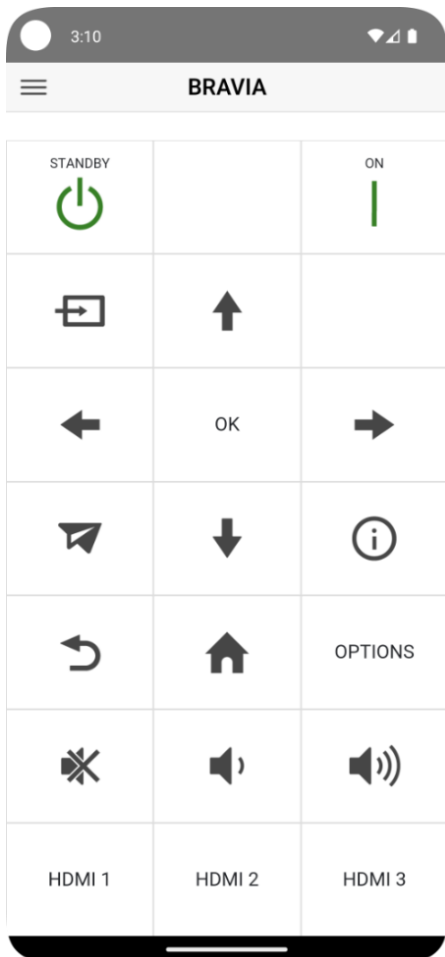 3:10
BRAVIA
STANDBY
ON
OK
OPTIONS
HDMI 1
HDMI 2
HDMI 3